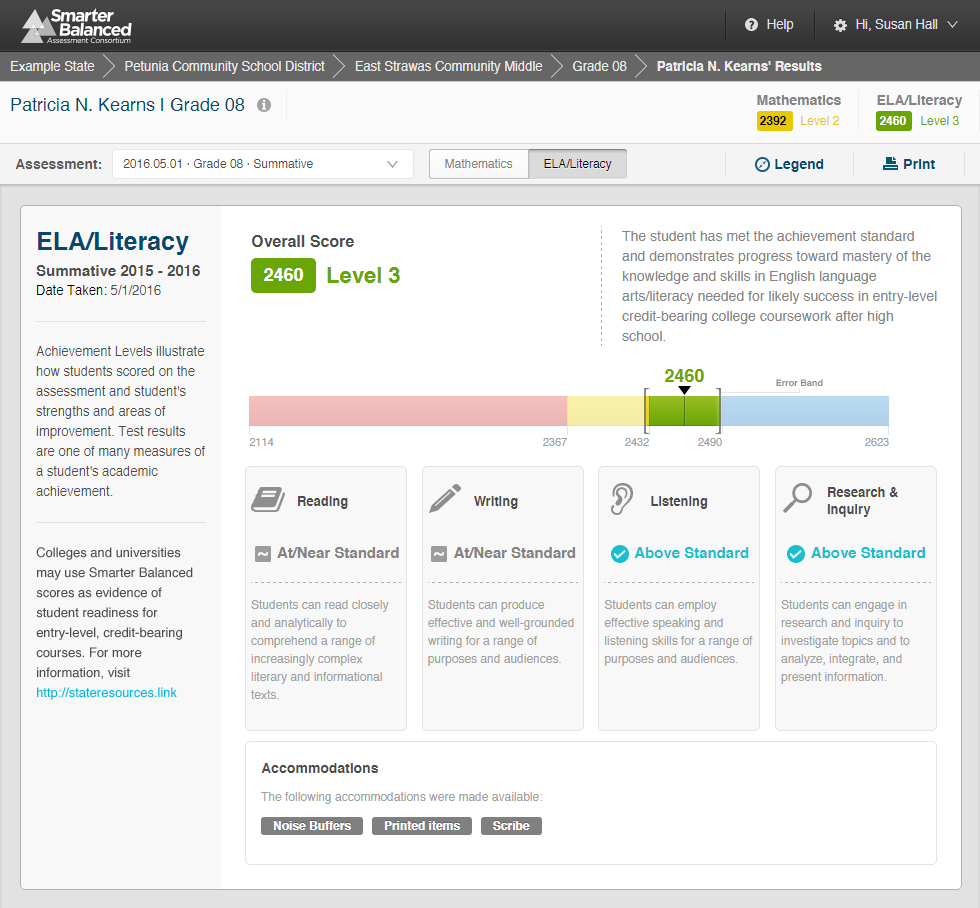 Smarter
Balanced
Assessment Consortium
Help
Hi, Susan Hall
Example State
Petunia Community School District
East Strawas Community Middle
Grade 08
Patricia N. Kearns' Results
Patricia N. Kearns | Grade 08
Mathematics
2392 Level 2
ELA/Literacy
2460 Level 3
Assessment:
2016.05.01 · Grade 08 · Summative
Mathematics
ELA/Literacy
Legend
Print
ELA/Literacy
Summative 2015 - 2016
Date Taken: 5/1/2016
Achievement Levels illustrate
how students scored on the
assessment and student's
strengths and areas of
improvement. Test results
are one of many measures of
a student's academic
achievement.
Colleges and universities
may use Smarter Balanced
scores as evidence of
student readiness for
entry-level, credit-bearing
courses. For more
information, visit
http://stateresources.link
Overall Score
2460 Level 3
The student has met the achievement standard
and demonstrates progress toward mastery of the
knowledge and skills in English language
arts/literacy needed for likely success in entry-level
credit-bearing college coursework after high
school.
2460
Error Band
2114
2367
2432
2490
2623
Reading
At/Near Standard
Students can read closely
and analytically to
comprehend a range of
increasingly complex
literary and informational
texts.
Writing
At/Near Standard
Students can produce
effective and well-grounded
writing for a range of
purposes and audiences.
Listening
Above Standard
Students can employ
effective speaking and
listening skills for a range of
purposes and audiences.
Research &
Inquiry
Above Standard
Students can engage in
research and inquiry to
investigate topics and to
analyze, integrate, and
present information.
Accommodations
The following accommodations were made available:
Noise Buffers
Printed items
Scribe